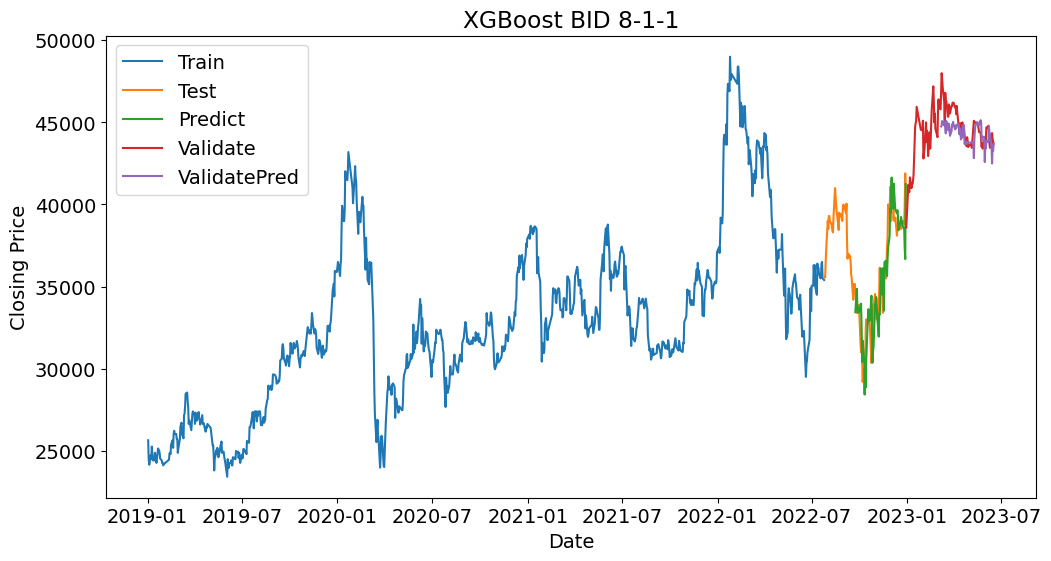 XGBoost BID 8-1-1
50000
45000
40000
35000
30000
25000
Closing Price
Train
Test
Predict
Validate
ValidatePred
2019-01 2019-07 2020-01 2020-07 2021-01 2021-07 2022-01 2022-07 2023-01 2023-07
Date